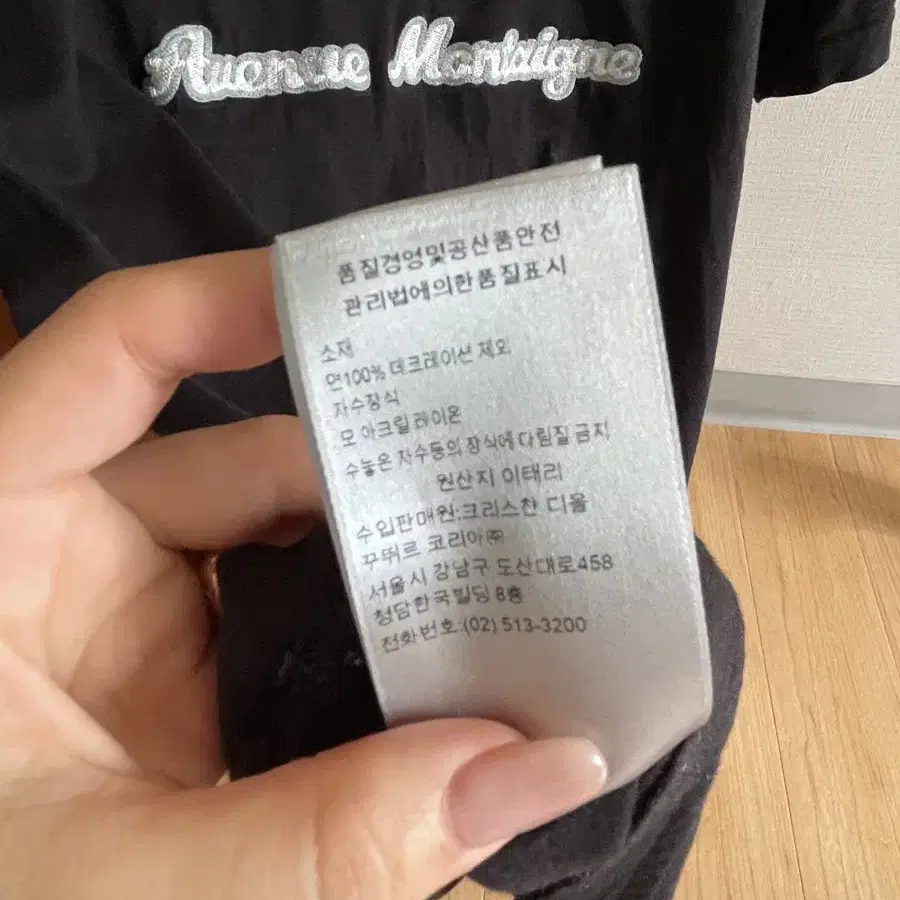 Avenue Montaigne
품질경영및공산품안전
관리법에의한품질표시
소재
면100% 데크레이션 제외
자수장식
모 아크릴 레이온
수놓은 자수등의 장식에 다림질 금지
원산지 이태리
수입판매원:크리스챤 디올
꾸뛰르 코리아㈜
서울시 강남구 도산대로458
청담한국빌딩 8층
전화번호:(02) 513-3200